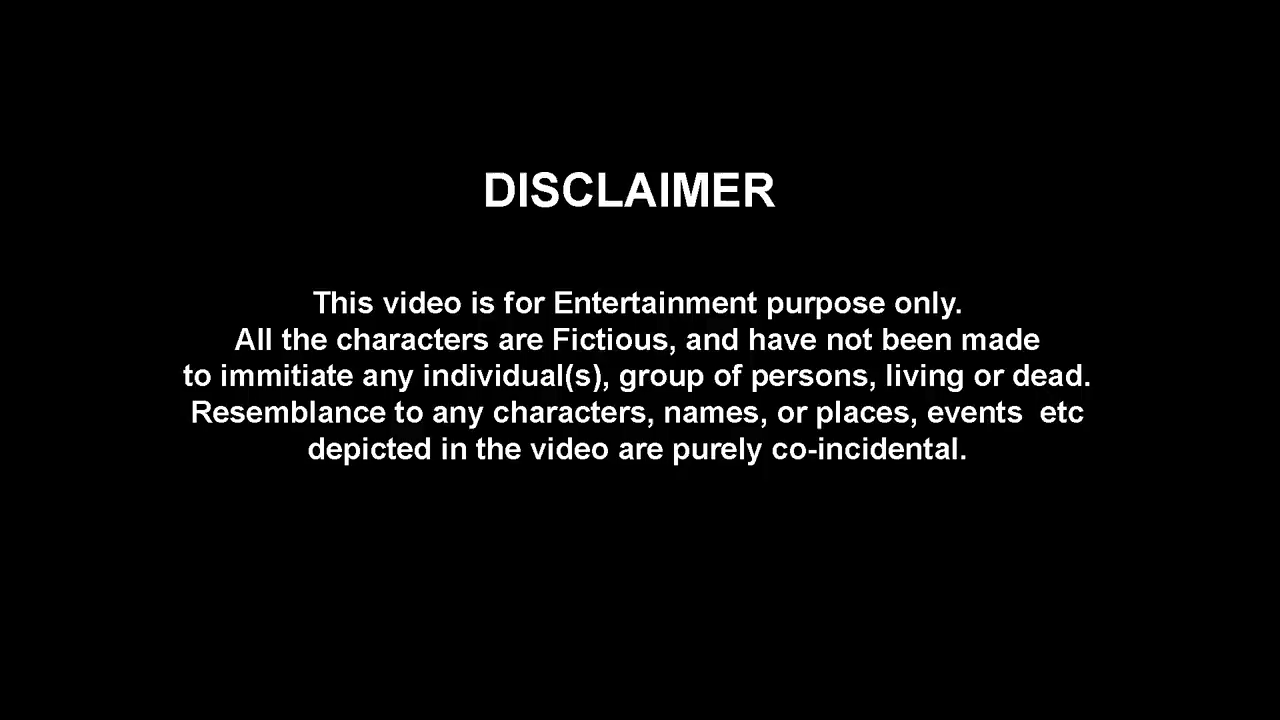 DISCLAIMER
This video is for Entertainment purpose only.
All the characters are Fictious, and have not been made
to immitiate any individual(s), group of persons, living or dead.
Resemblance to any characters, names, or places, events  etc
depicted in the video are purely co-incidental.